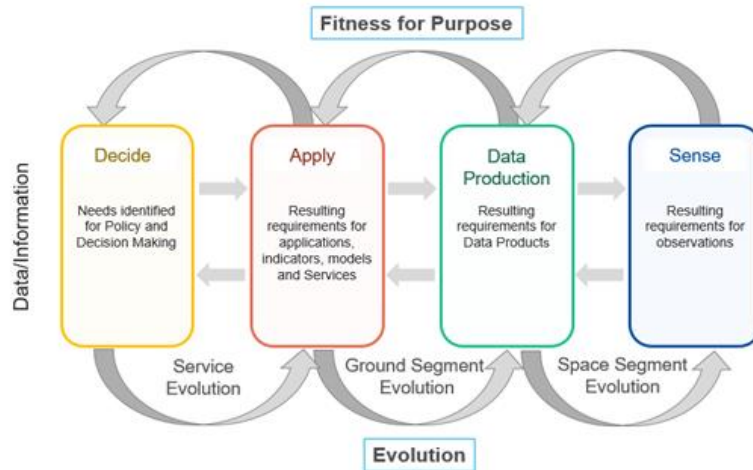 Fitness for Purpose
Data/Information
Decide
Needs identified
for Policy and
Decision Making
Apply
Resulting
requirements for
applications,
indicators, models
and Services
Data
Production
Resulting
requirements for
Data Products
Sense
Resulting
requirements for
observations
Service
Evolution
Ground Segment
Evolution
Space Segment
Evolution
Evolution